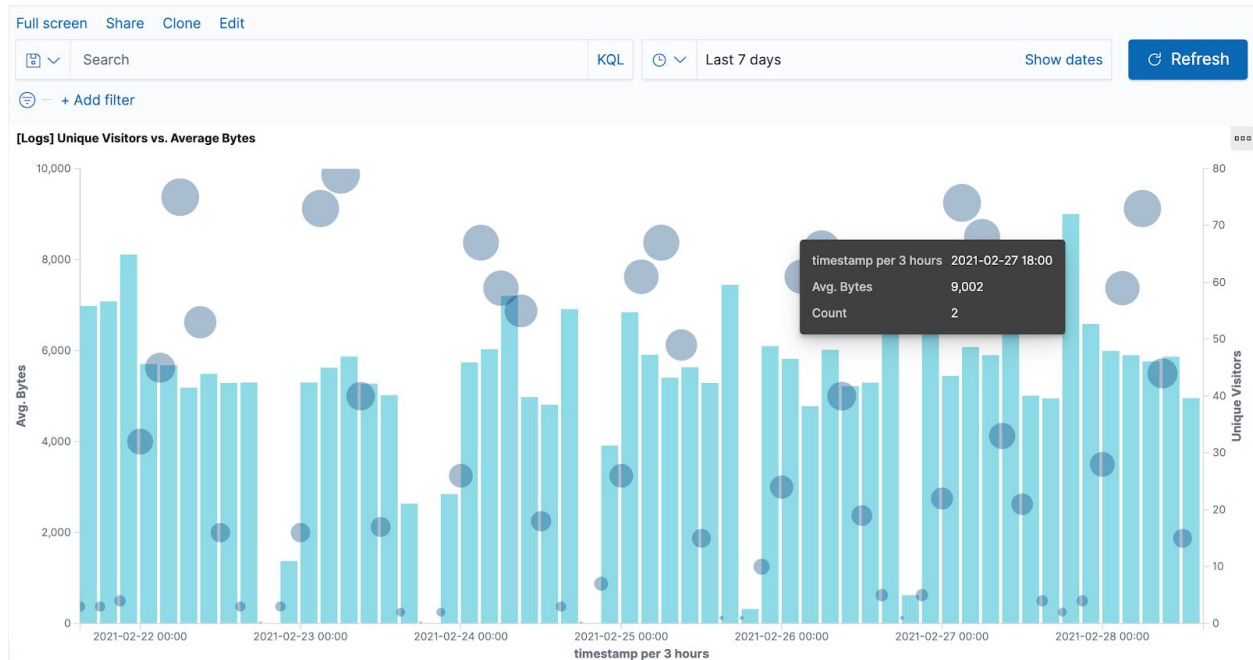 Full screen Share Clone Edit
Search KQL Last 7 days Show dates Refresh
+ Add filter
[Logs] Unique Visitors vs. Average Bytes
10,000
8,000
6,000
4,000
2,000
0
Avg. Bytes
timestamp per 3 hours 2021-02-27 18:00
Avg. Bytes 9,002
Count 2
80
70
60
50
40
30
20
10
0
Unique Visitors
2021-02-22 00:00 2021-02-23 00:00 2021-02-24 00:00 2021-02-25 00:00 2021-02-26 00:00 2021-02-27 00:00 2021-02-28 00:00
timestamp per 3 hours